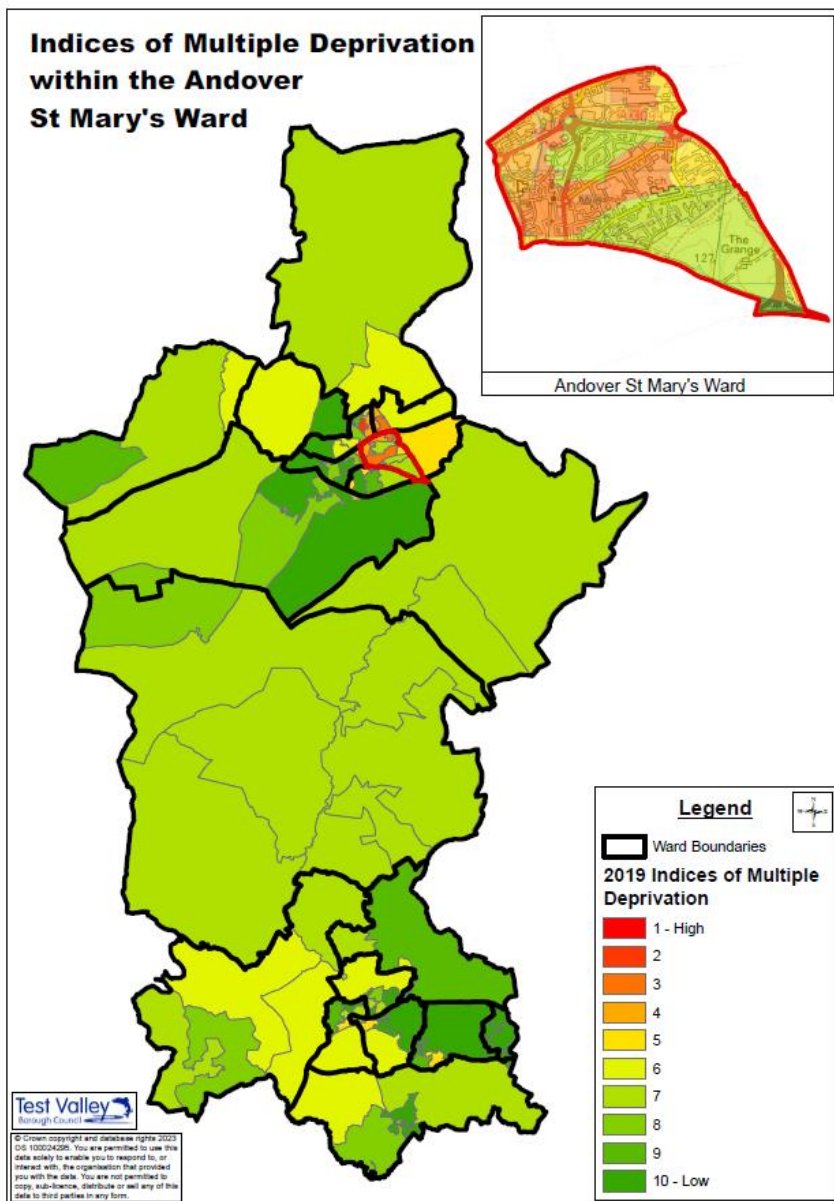 Indices of Multiple Deprivation
within the Andover
St Mary's Ward
Sch
The
Grange
127
Andover St Mary's Ward
Legend
Ward Boundaries
2019 Indices of Multiple
Deprivation
1 - High
2
3
4
5
6
7
8
9
10 - Low
Test Valley
Borough Council
© Crown copyright and database rights 2023
OS 100024295. You are permitted to use this
data solely to enable you to respond to, or
interact with, the organisation that provided
you with the data. You are not permitted to
copy, sub-licence, distribute or sell any of this
data to third parties in any form.